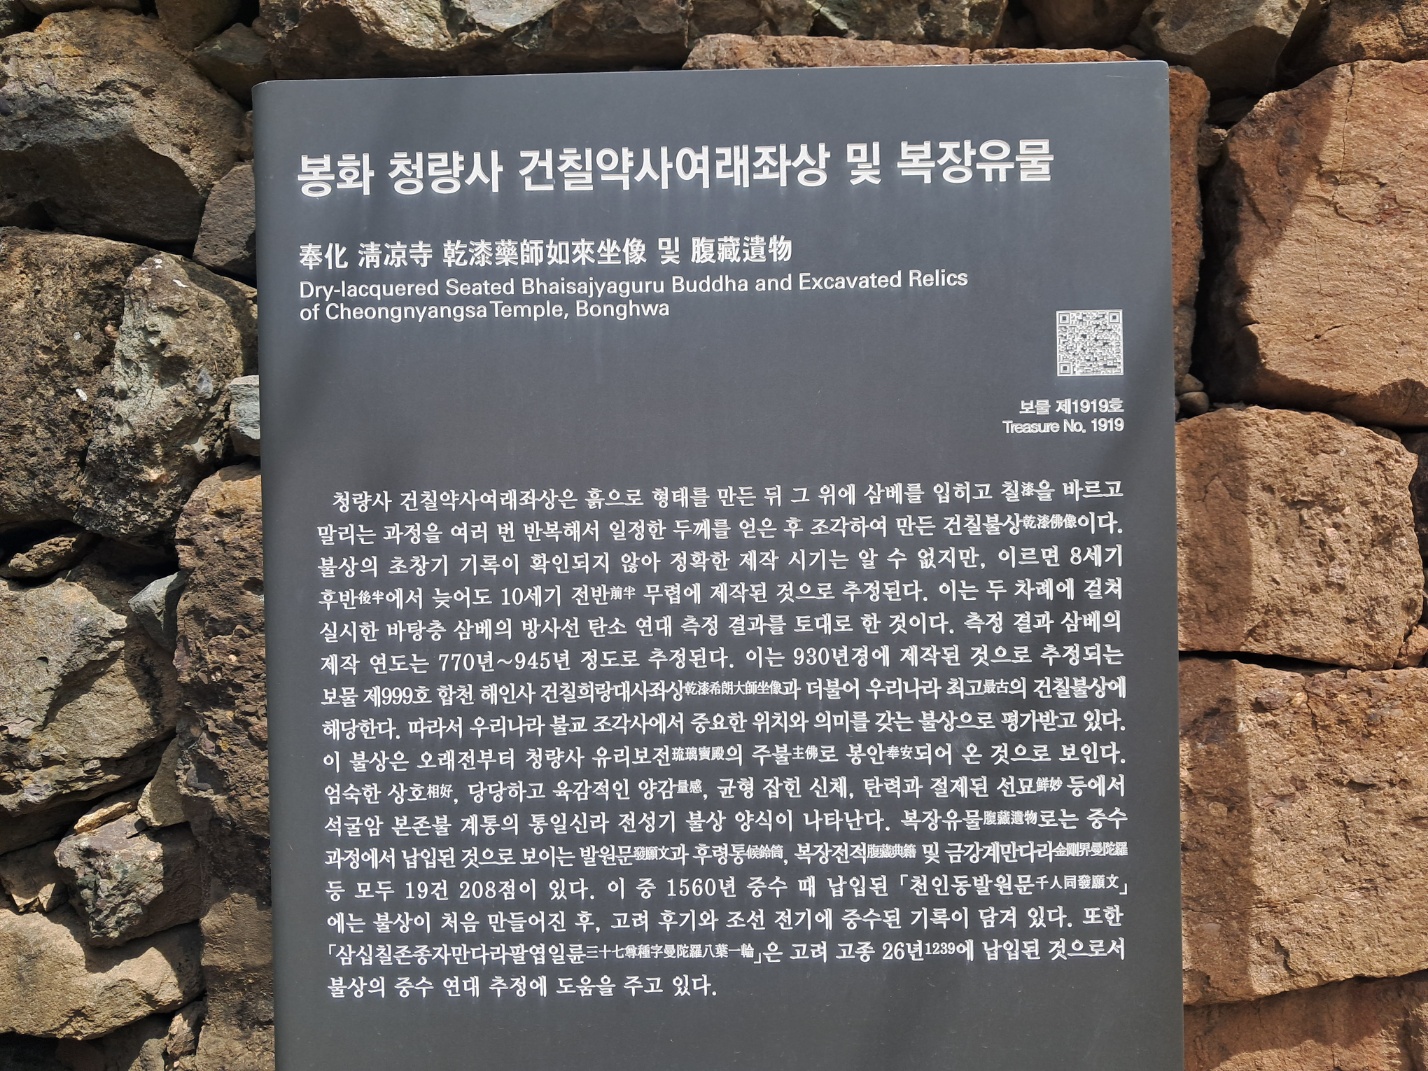 봉화 청량사 건칠약사여래좌상 및 복장유물
奉化 淸凉寺 乾漆藥師如來坐像 및 腹藏遺物
Dry-lacquered Seated Bhaisajyaguru Buddha and Excavated Relics
of Cheongnyangsa Temple, Bonghwa
보물 제1919호
Treasure No. 1919
청량사 건칠약사여래좌상은 흙으로 형태를 만든 뒤 그 위에 삼베를 입히고 칠漆을 바르고
말리는 과정을 여러 번 반복해서 일정한 두께를 얻은 후 조각하여 만든 건칠불상乾漆佛像이다.
불상의 초창기 기록이 확인되지 않아 정확한 제작 시기는 알 수 없지만, 이르면 8세기
후반後半에서 늦어도 10세기 전반前半 무렵에 제작된 것으로 추정된다. 이는 두 차례에 걸쳐
실시한 바탕층 삼베의 방사선 탄소 연대 측정 결과를 토대로 한 것이다. 측정 결과 삼베의
제작 연도는 770년~945년 정도로 추정된다. 이는 930년경에 제작된 것으로 추정되는
보물 제999호 합천 해인사 건칠희랑대사좌상乾漆希朗大師坐像과 더불어 우리나라 최고最古의 건칠불상에
해당한다. 따라서 우리나라 불교 조각사에서 중요한 위치와 의미를 갖는 불상으로 평가받고 있다.
이 불상은 오래전부터 청량사 유리보전琉璃寶殿의 주불主佛로 봉안奉安되어 온 것으로 보인다.
엄숙한 상호相好, 당당하고 육감적인 양감量感, 균형 잡힌 신체, 탄력과 절제된 선묘鮮妙 등에서
석굴암 본존불 계통의 통일신라 전성기 불상 양식이 나타난다. 복장유물腹藏遺物로는 중수
과정에서 납입된 것으로 보이는 발원문發願文과 후령통候鈴筒, 복장전적腹藏典籍 및 금강계만다라金剛界曼陀羅
등 모두 19건 208점이 있다. 이 중 1560년 중수 때 납입된 「천인동발원문千人同發願文」
에는 불상이 처음 만들어진 후, 고려 후기와 조선 전기에 중수된 기록이 담겨 있다. 또한
「삼십칠존종자만다라팔엽일륜三十七尊種字曼陀羅八葉一輪」은 고려 고종 26년1239에 납입된 것으로서
불상의 중수 연대 추정에 도움을 주고 있다.